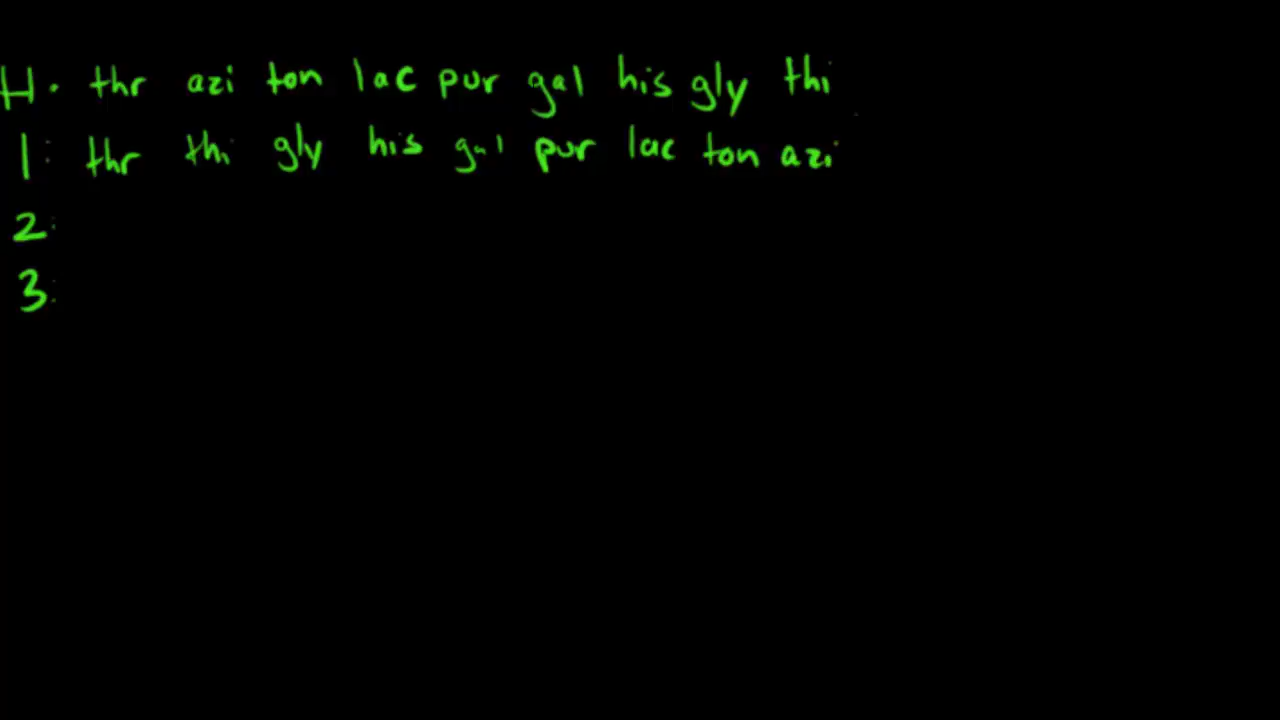 H. thr azi ton lac pur gal his gly thi
1: thr thi gly his gal pur lac ton azi
2:
3: